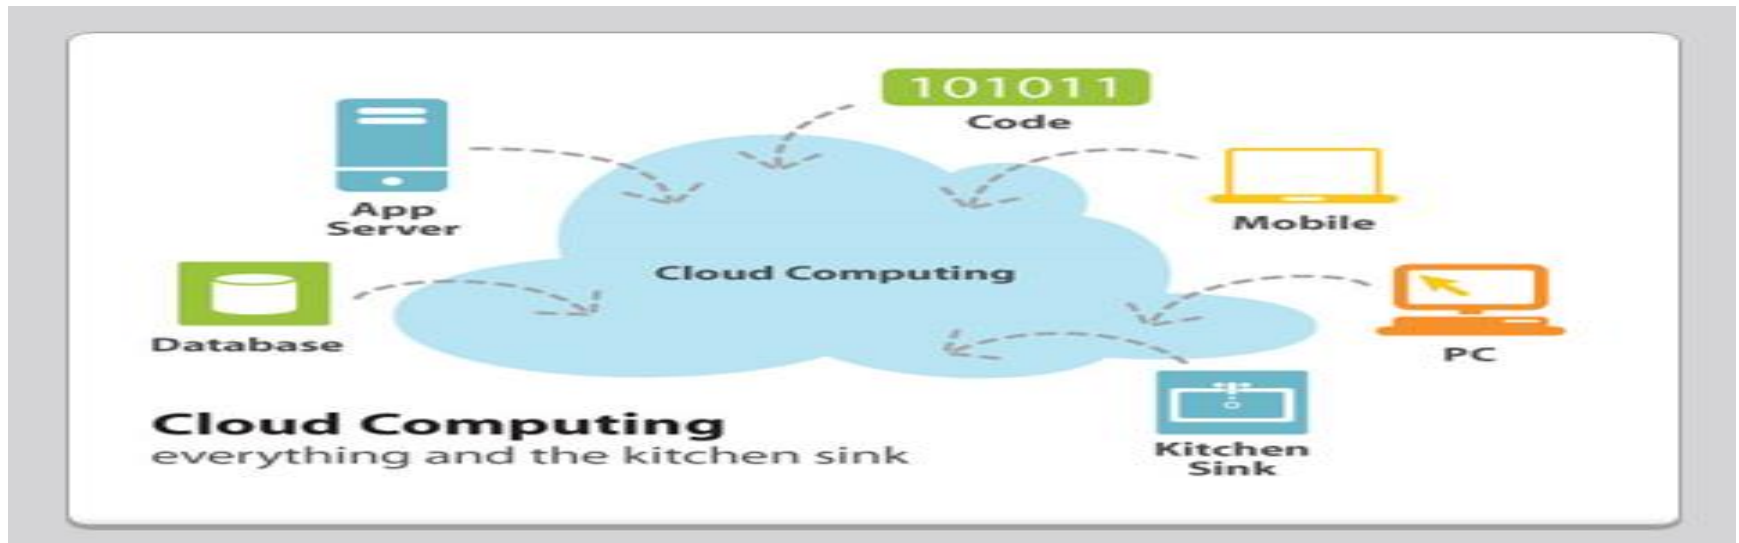 101011
Code
App
Server
Mobile
Cloud Computing
Database
PC
Cloud Computing
everything and the kitchen sink
Kitchen
Sink